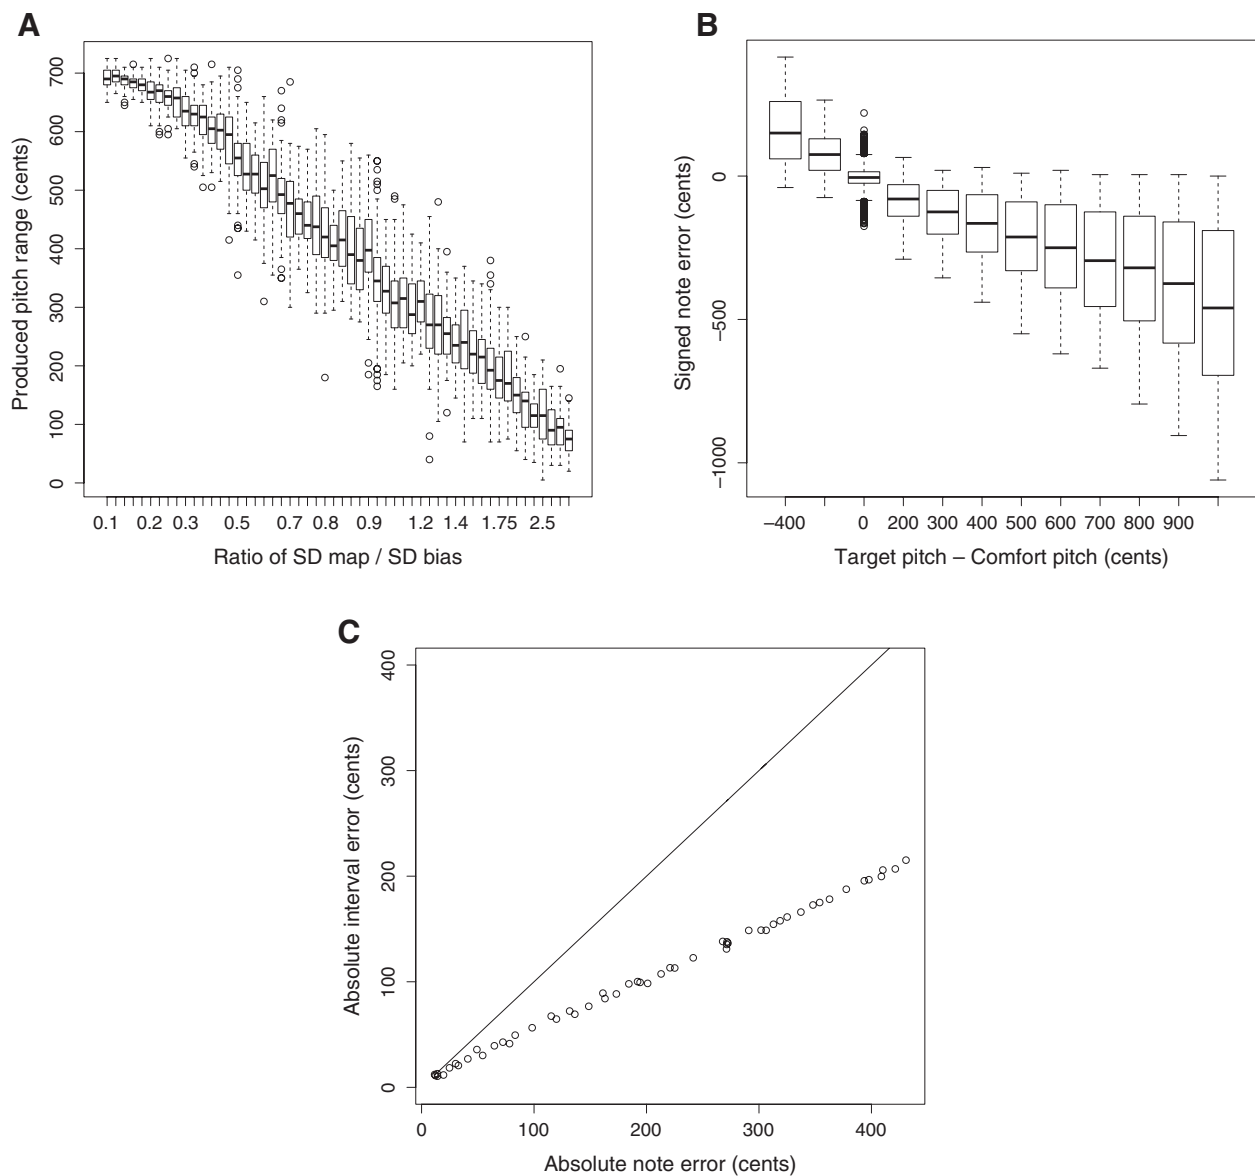 A
Produced pitch range (cents)
0 100 200 300 400 500 600 700
0.1 0.2 0.3 0.5 0.7 0.8 0.9 1.2 1.4 1.75 2.5
Ratio of SD map / SD bias
B
Signed note error (cents)
−1000 −500 0
−400 0 200 300 400 500 600 700 800 900
Target pitch – Comfort pitch (cents)
C
Absolute interval error (cents)
0 100 200 300 400
0 100 200 300 400
Absolute note error (cents)